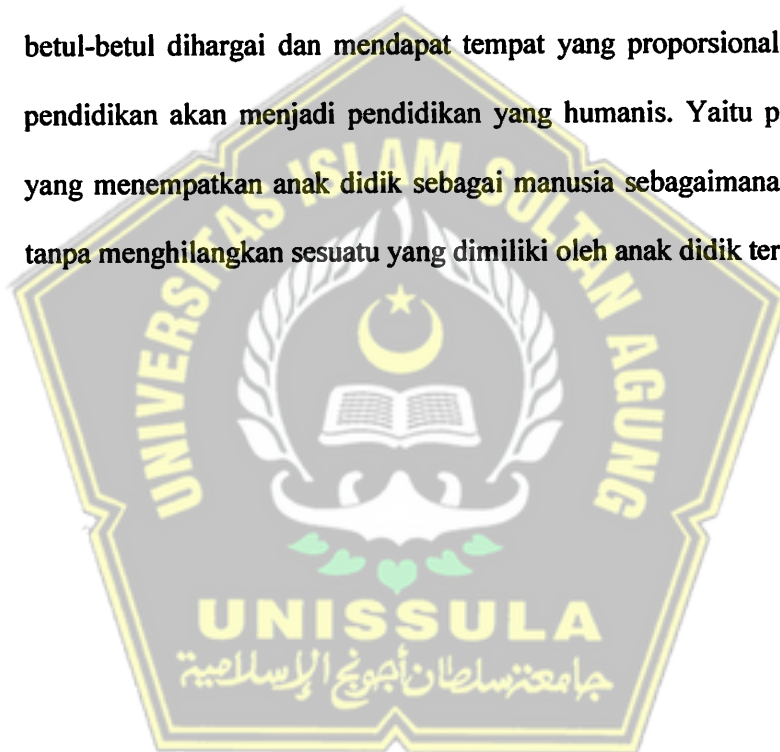 betul-betul dihargai dan mendapat tempat yang proporsional
pendidikan akan menjadi pendidikan yang humanis. Yaitu p
yang menempatkan anak didik sebagai manusia sebagaimana
tanpa menghilangkan sesuatu yang dimiliki oleh anak didik ter
UNIVERSITAS ISLAM SULTAN AGUNG
UNISSULA
جامعة سلطان أجونج الإسلامية